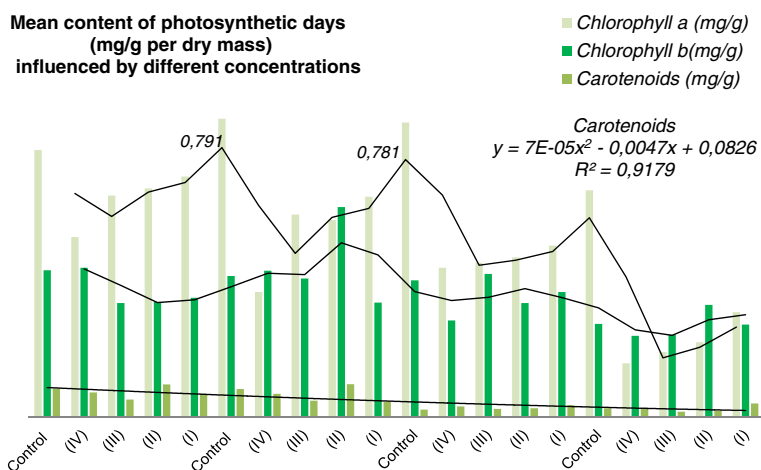 Mean content of photosynthetic days
(mg/g per dry mass)
influenced by different concentrations
Chlorophyll a (mg/g)
Chlorophyll b(mg/g)
Carotenoids (mg/g)
0,791
0,781
Carotenoids
y = 7E-05x² - 0,0047x + 0,0826
R² = 0,9179
Control
(IV)
(III)
(II)
(I)
Control
(IV)
(III)
(II)
(I)
Control
(IV)
(III)
(II)
(I)
Control
(IV)
(III)
(II)
(I)